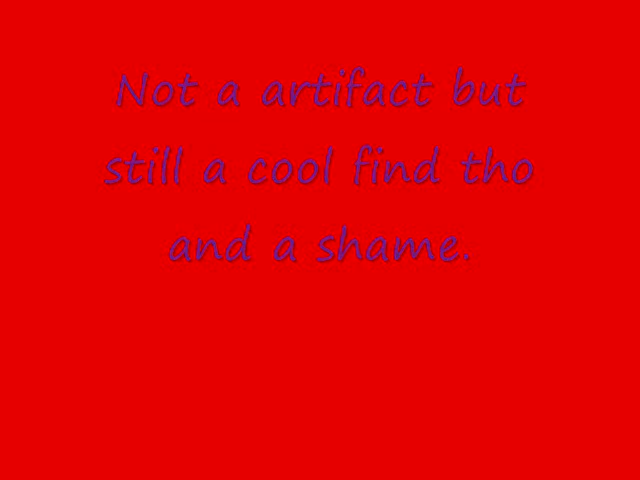 Not a artifact but
still a cool find tho
and a shame.